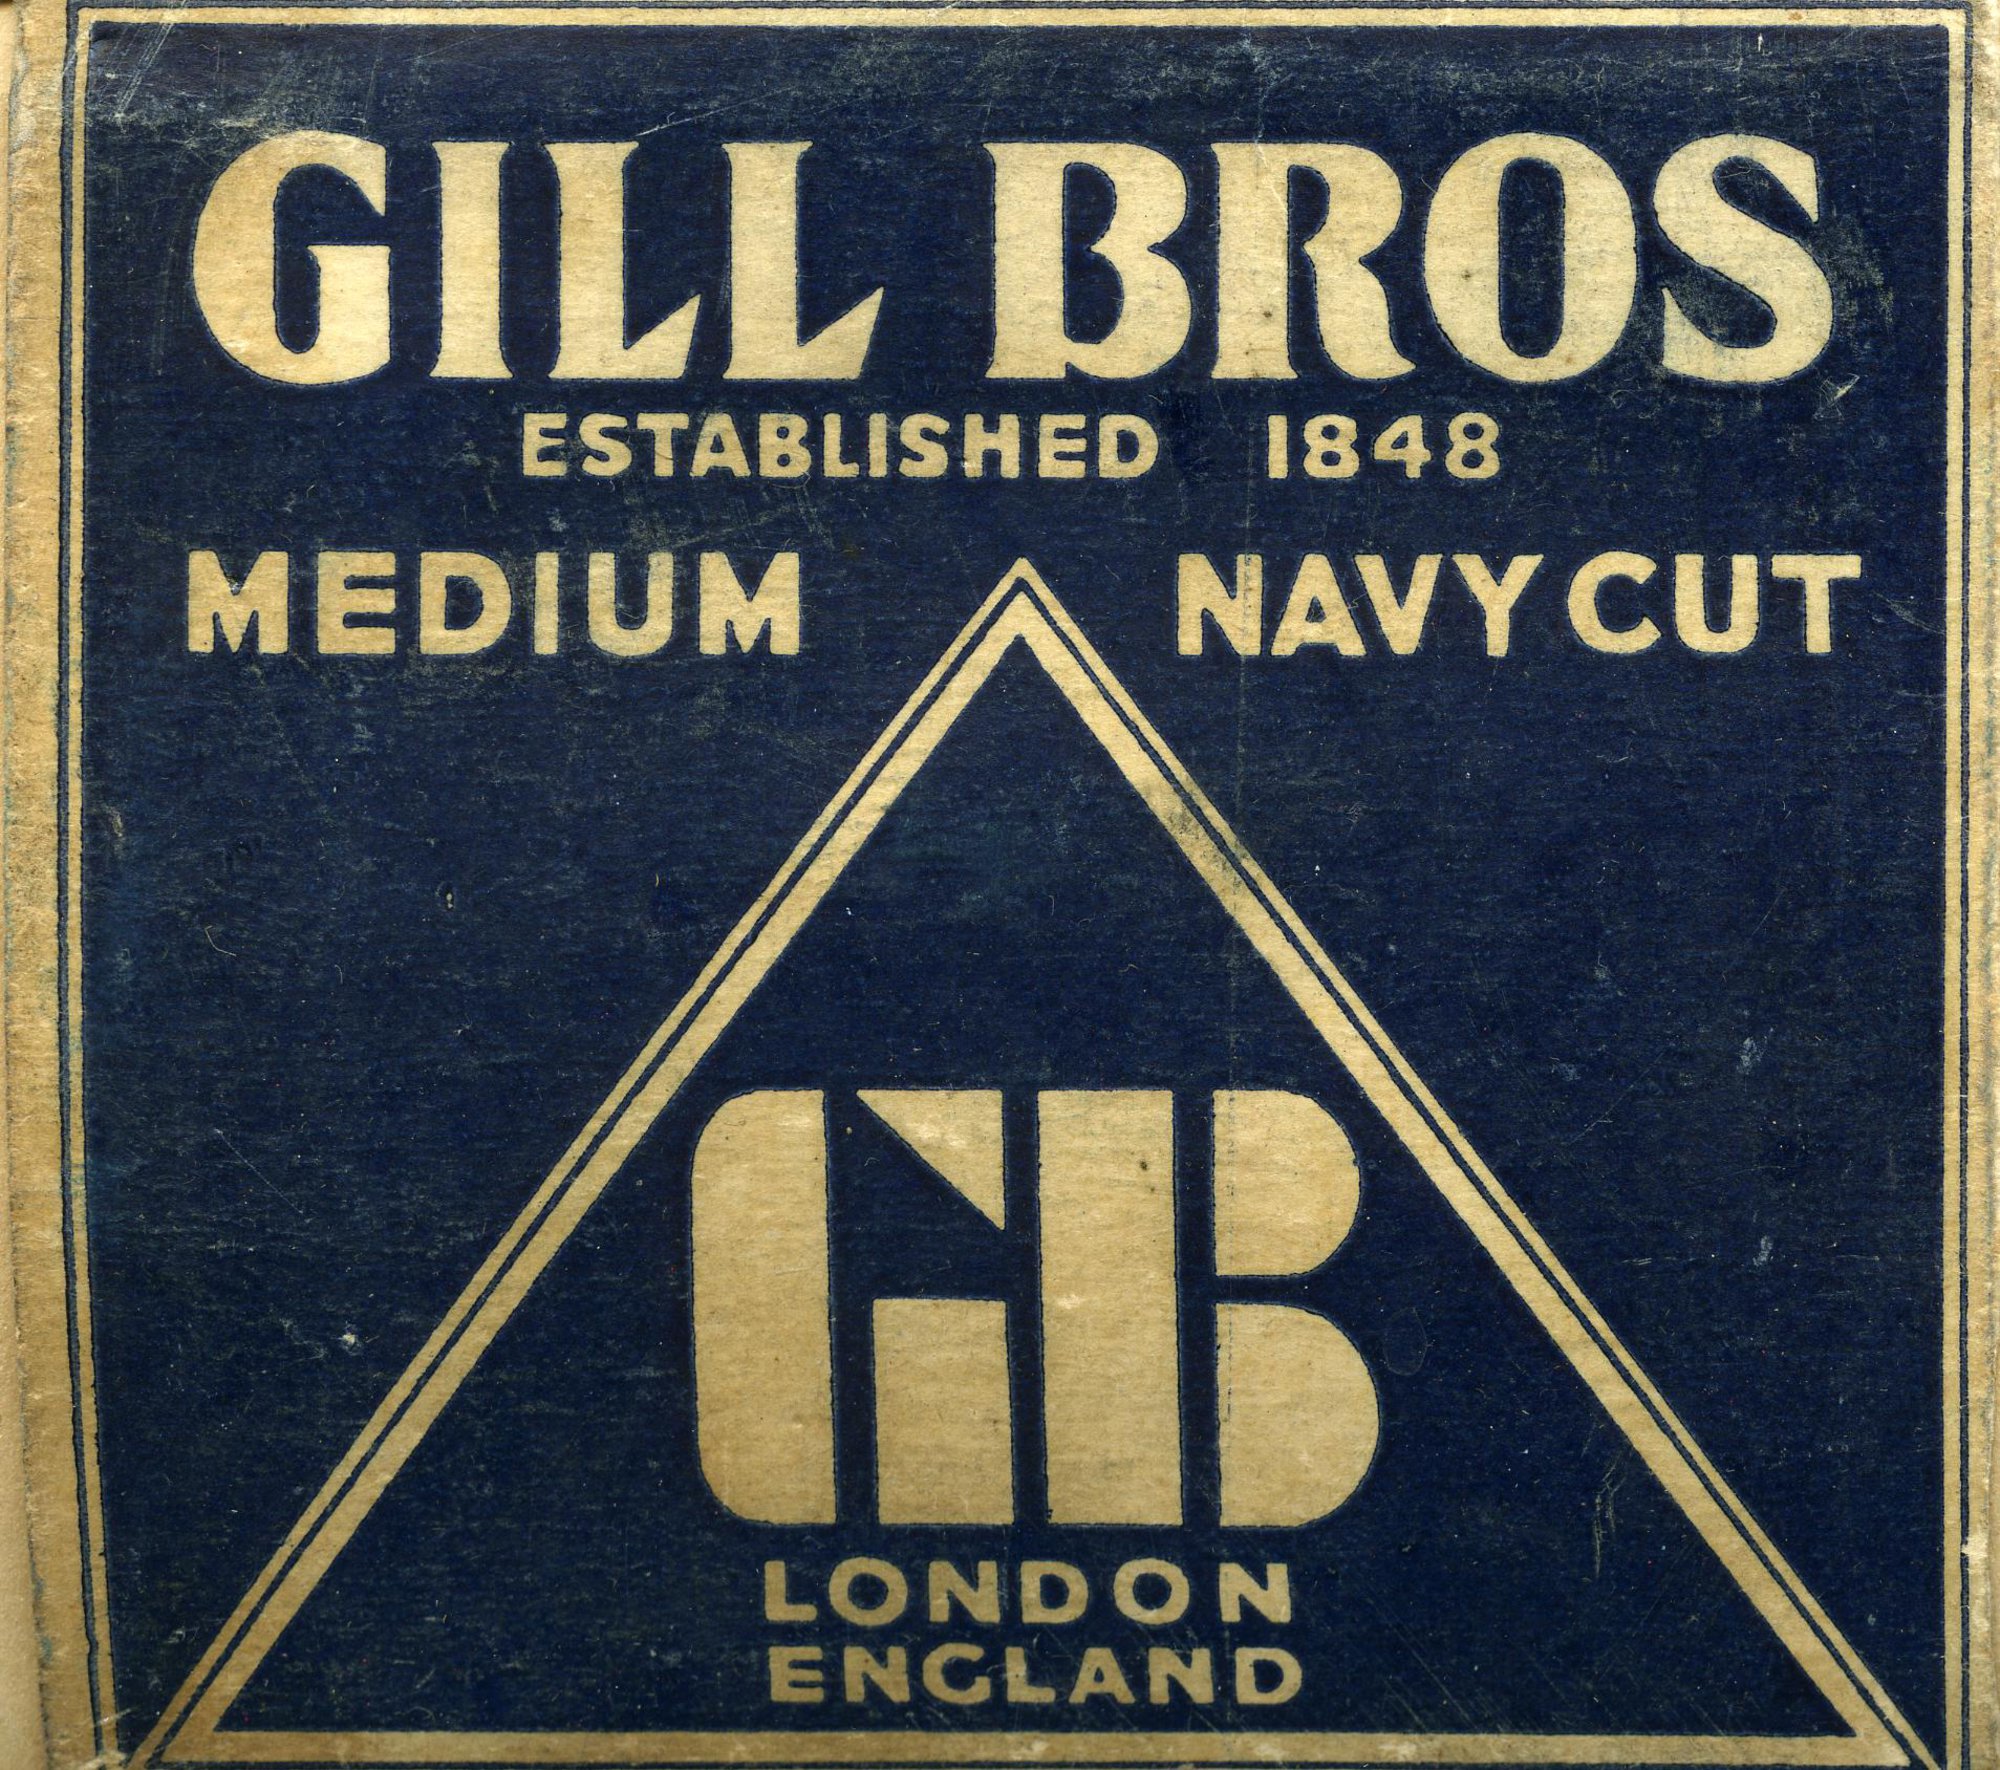 GILL BROS
ESTABLISHED 1848
MEDIUM NAVY CUT
GB
LONDON
ENGLAND